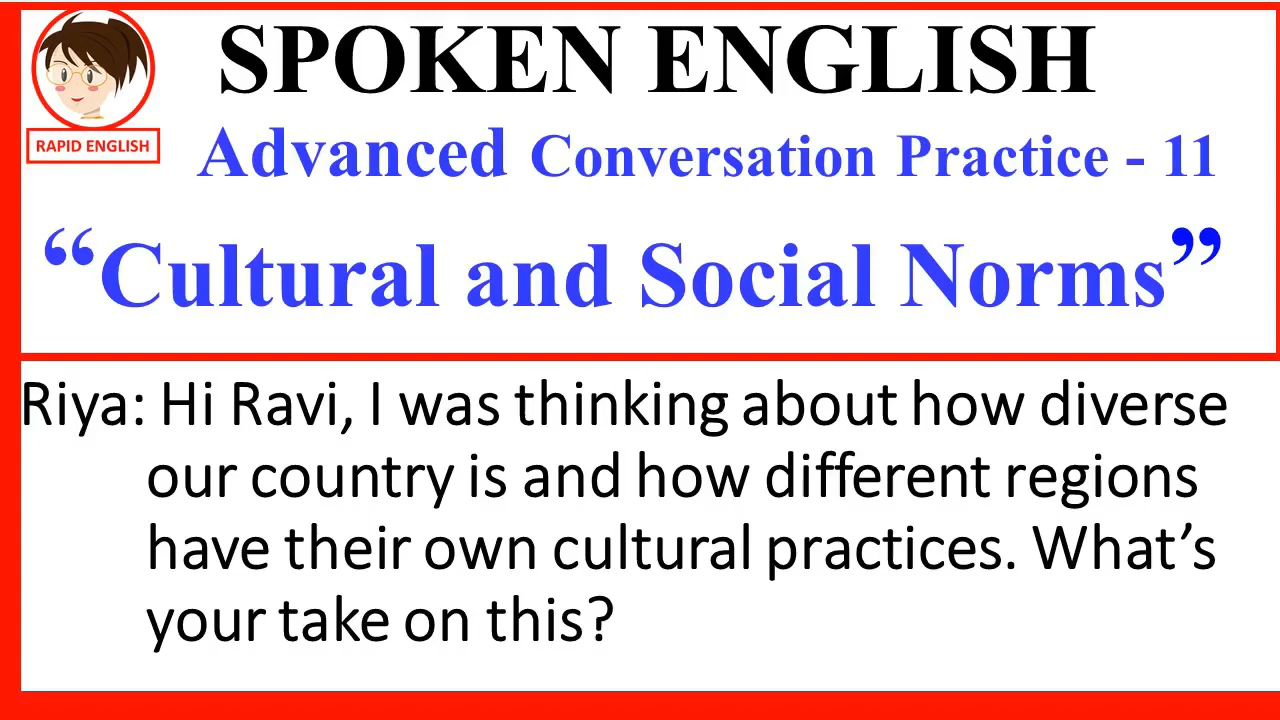 SPOKEN ENGLISH
RAPID ENGLISH
Advanced Conversation Practice - 11
“Cultural and Social Norms”
Riya: Hi Ravi, I was thinking about how diverse
our country is and how different regions
have their own cultural practices. What’s
your take on this?